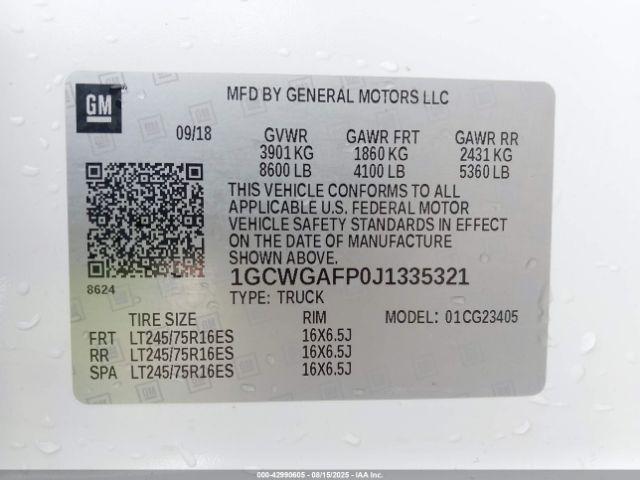 GM
MFD BY GENERAL MOTORS LLC
09/18 GVWR GAWR FRT GAWR RR
3901 KG 1860 KG 2431 KG
8600 LB 4100 LB 5360 LB
THIS VEHICLE CONFORMS TO ALL
APPLICABLE U.S. FEDERAL MOTOR
VEHICLE SAFETY STANDARDS IN EFFECT
ON THE DATE OF MANUFACTURE
SHOWN ABOVE.
8624
1GCWGAFP0J1335321
TYPE: TRUCK
TIRE SIZE RIM MODEL: 01CG23405
FRT LT245/75R16ES 16X6.5J
RR LT245/75R16ES 16X6.5J
SPA LT245/75R16ES 16X6.5J
© IAA - 42990605 - 08/15/2025 - IAAI.COM